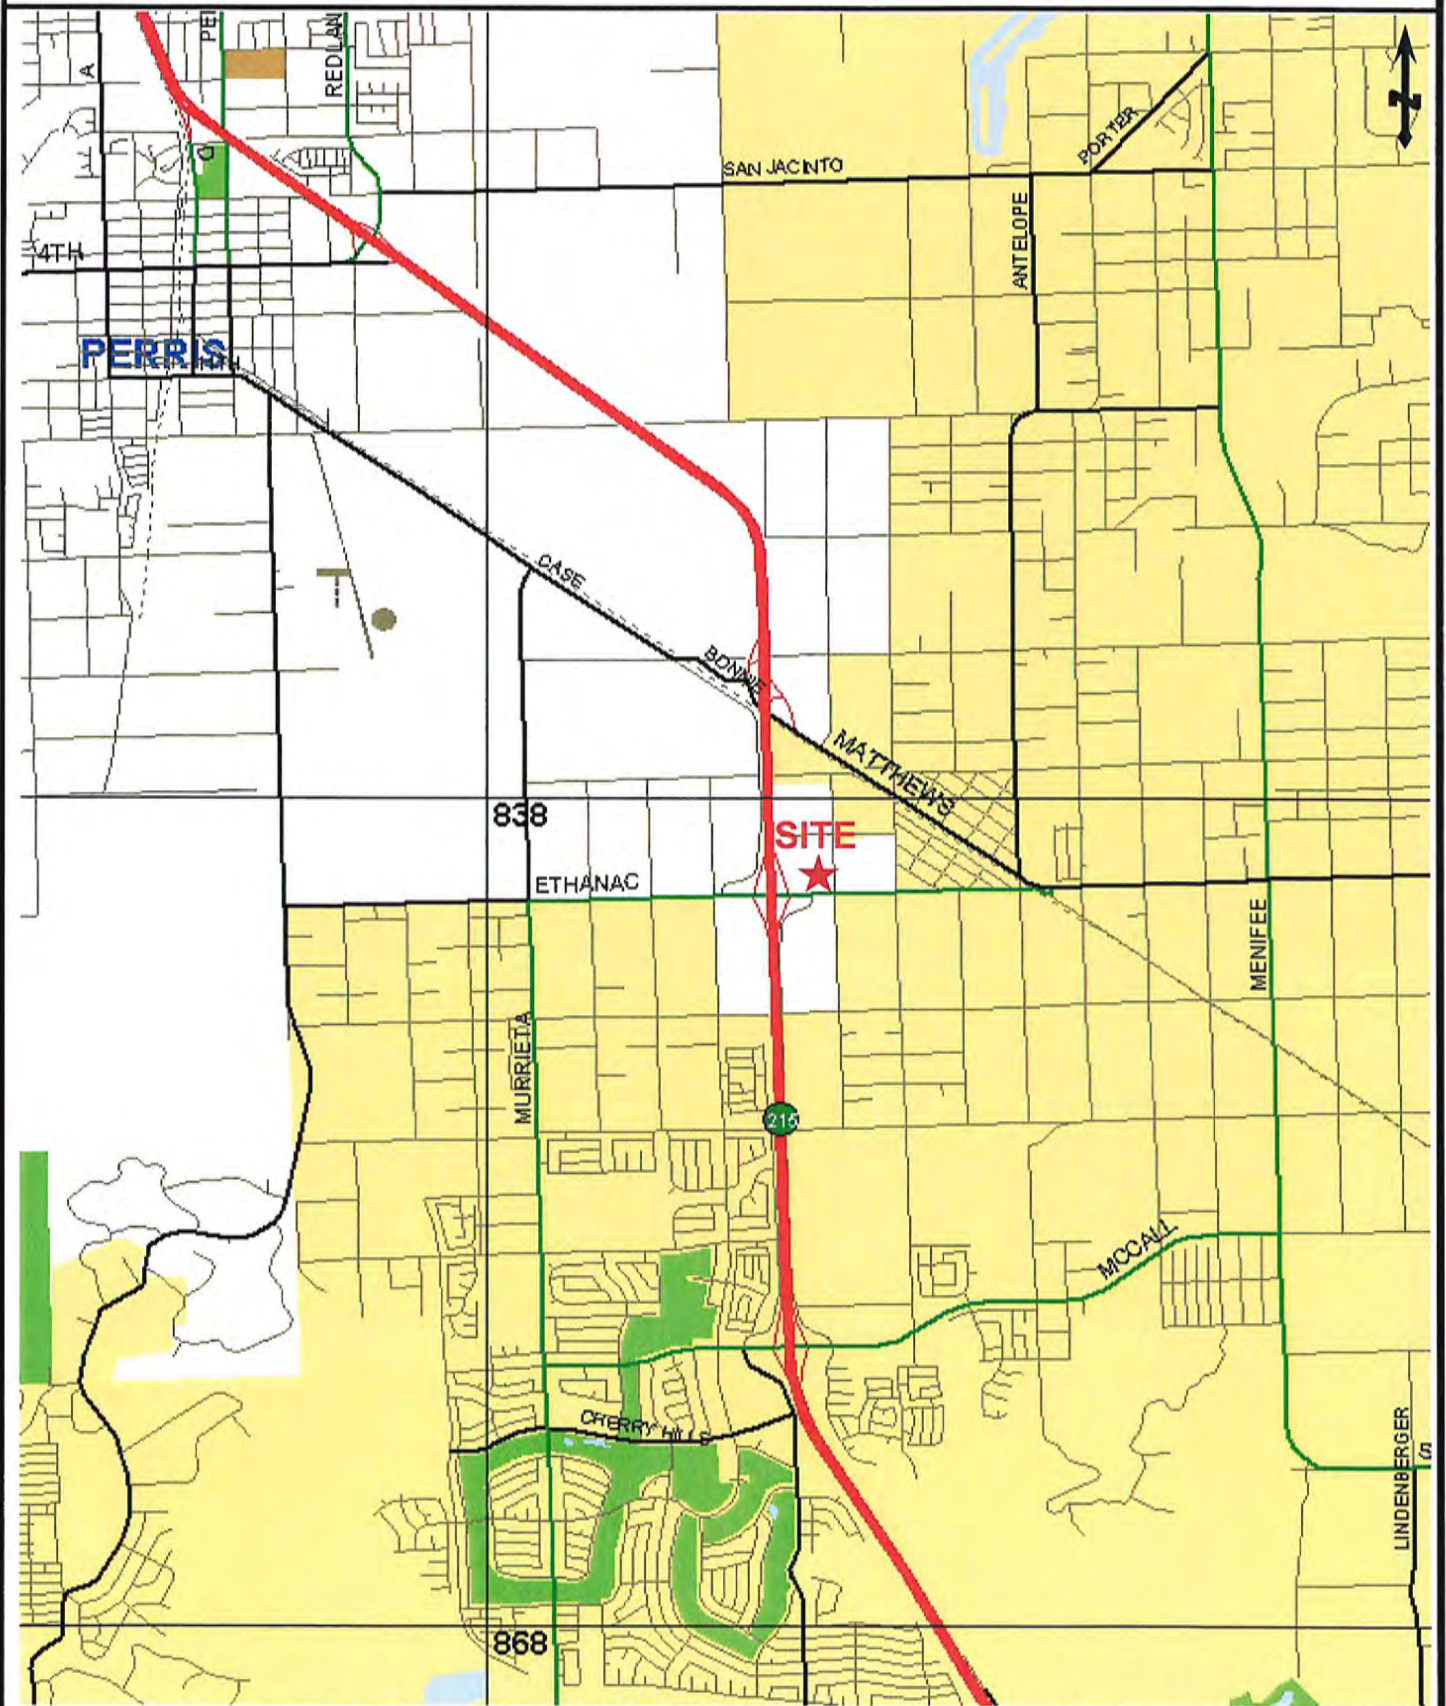 A
REDLAN
Z
PORTER
SAN JACINTO
ANTELOPE
4TH
PERRIS
CASE
BONNIE
MATTHEWS
838
SITE
ETHANAC
MENIFEE
MURRIETA
215
MCCALL
CHERRY HILLS
LINDENBERGER
S
868